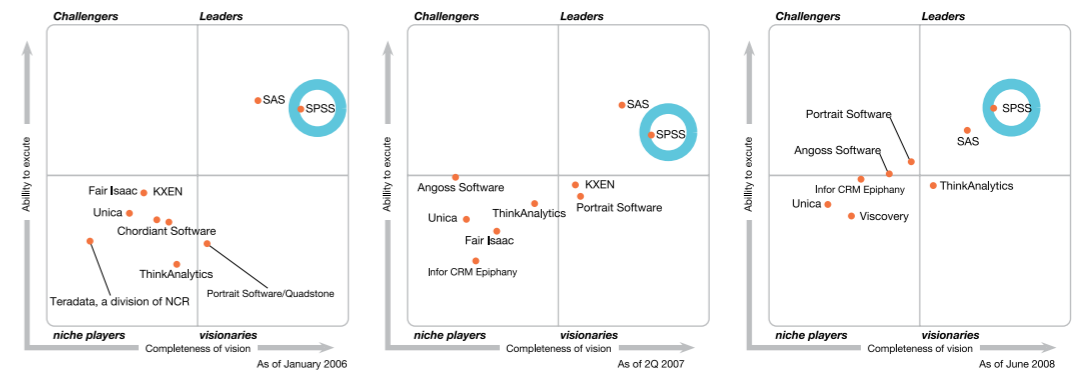 Challengers
Leaders
SAS
SPSS
Fair Isaac
KXEN
Unica
Chordiant Software
ThinkAnalytics
Teradata, a division of NCR
Portrait Software/Quadstone
niche players
visionaries
Ability to excute
Completeness of vision
As of January 2006
Challengers
Leaders
SAS
SPSS
Angoss Software
KXEN
Portrait Software
ThinkAnalytics
Unica
Fair Isaac
Infor CRM Epiphany
niche players
visionaries
Ability to excute
Completeness of vision
As of 2Q 2007
Challengers
Leaders
Portrait Software
SPSS
SAS
Angoss Software
Infor CRM Epiphany
ThinkAnalytics
Unica
Viscovery
niche players
visionaries
Ability to excute
Completeness of vision
As of June 2008